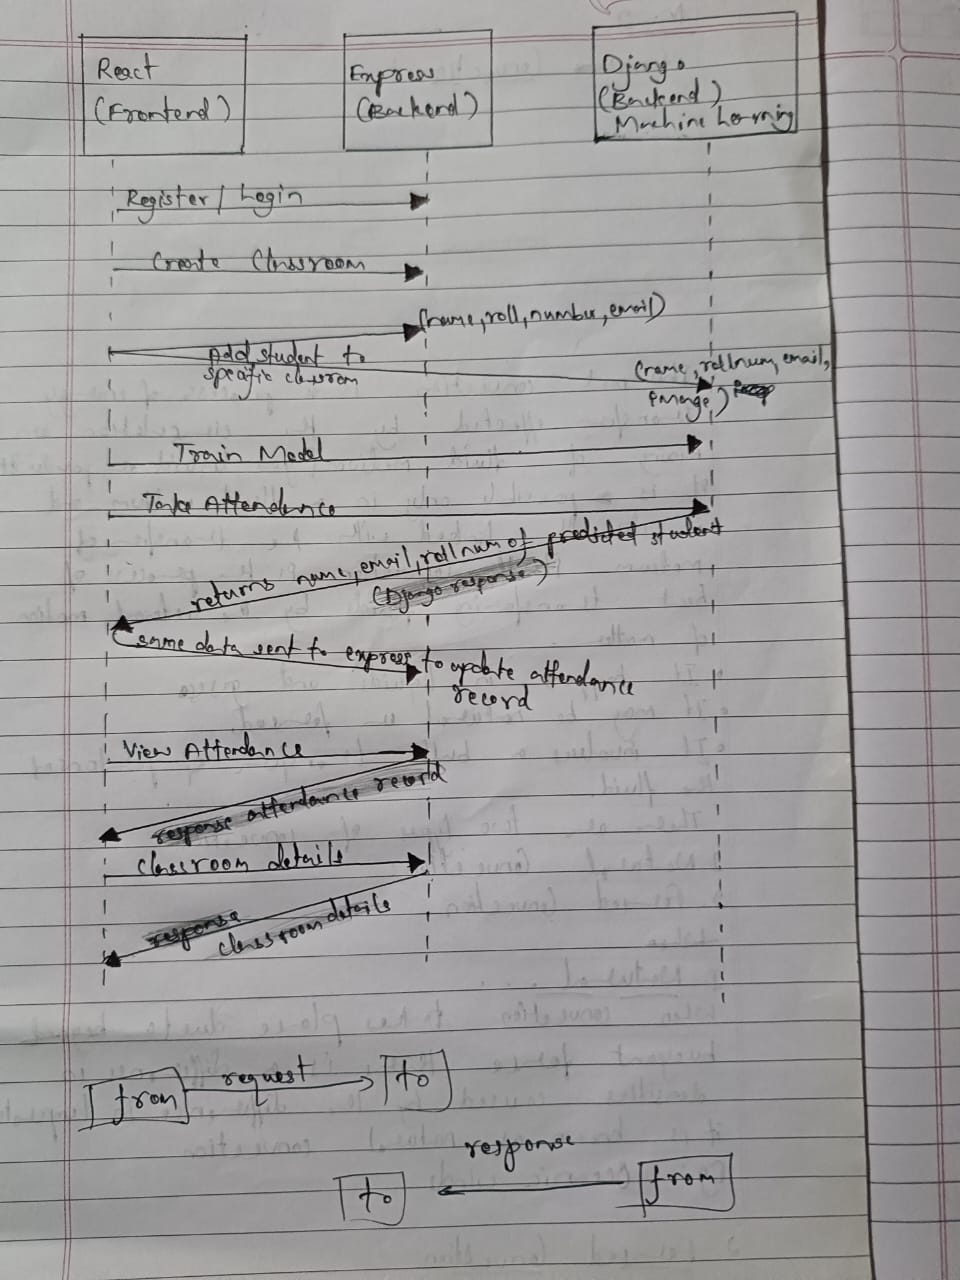 React
(Frontend)
Express
(Backend)
Django
(Backend)
Machine Learning
Register / Login
Create Classroom
(name, roll, number, email)
Add student to
specific classroom
(name, rollnum, email,
Train Model
Take Attendance
returns name, email, rollnum of predicted student
(Django response)
same data sent to express to update attendance
record
View Attendance
response attendance record
classroom details
response
classroom details
from
request
to
response
to
from